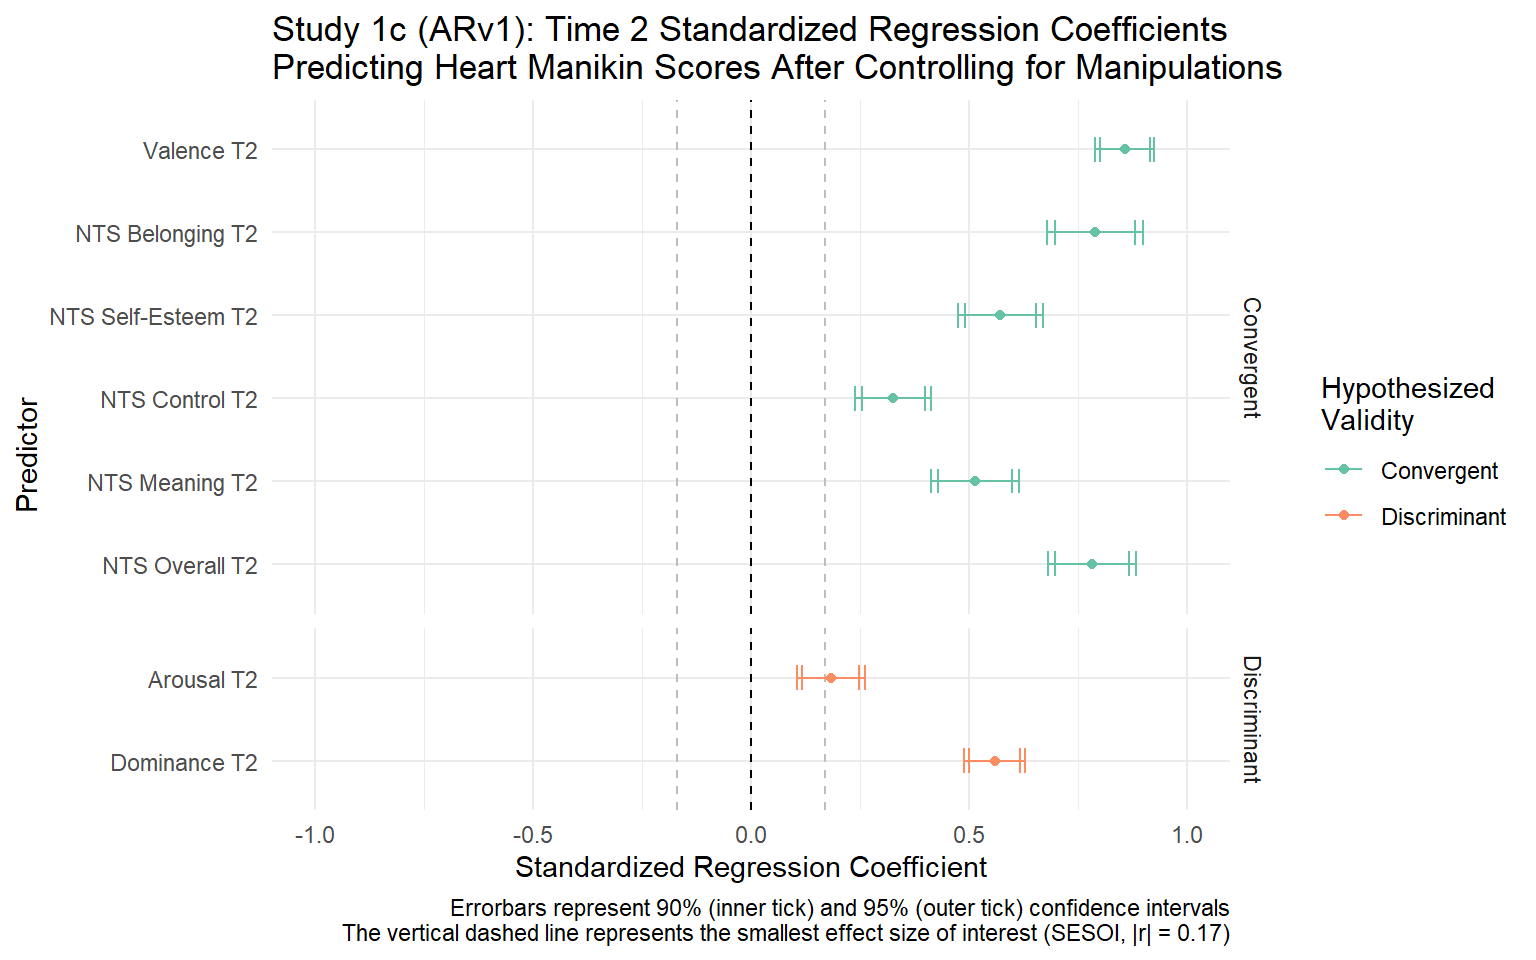 Study 1c (ARv1): Time 2 Standardized Regression Coefficients
Predicting Heart Manikin Scores After Controlling for Manipulations
Predictor
Valence T2
NTS Belonging T2
NTS Self-Esteem T2
NTS Control T2
NTS Meaning T2
NTS Overall T2
Convergent
Arousal T2
Dominance T2
Discriminant
-1.0
-0.5
0.0
0.5
1.0
Standardized Regression Coefficient
Errorbars represent 90% (inner tick) and 95% (outer tick) confidence intervals
The vertical dashed line represents the smallest effect size of interest (SESOI, |r| = 0.17)
Hypothesized
Validity
Convergent
Discriminant